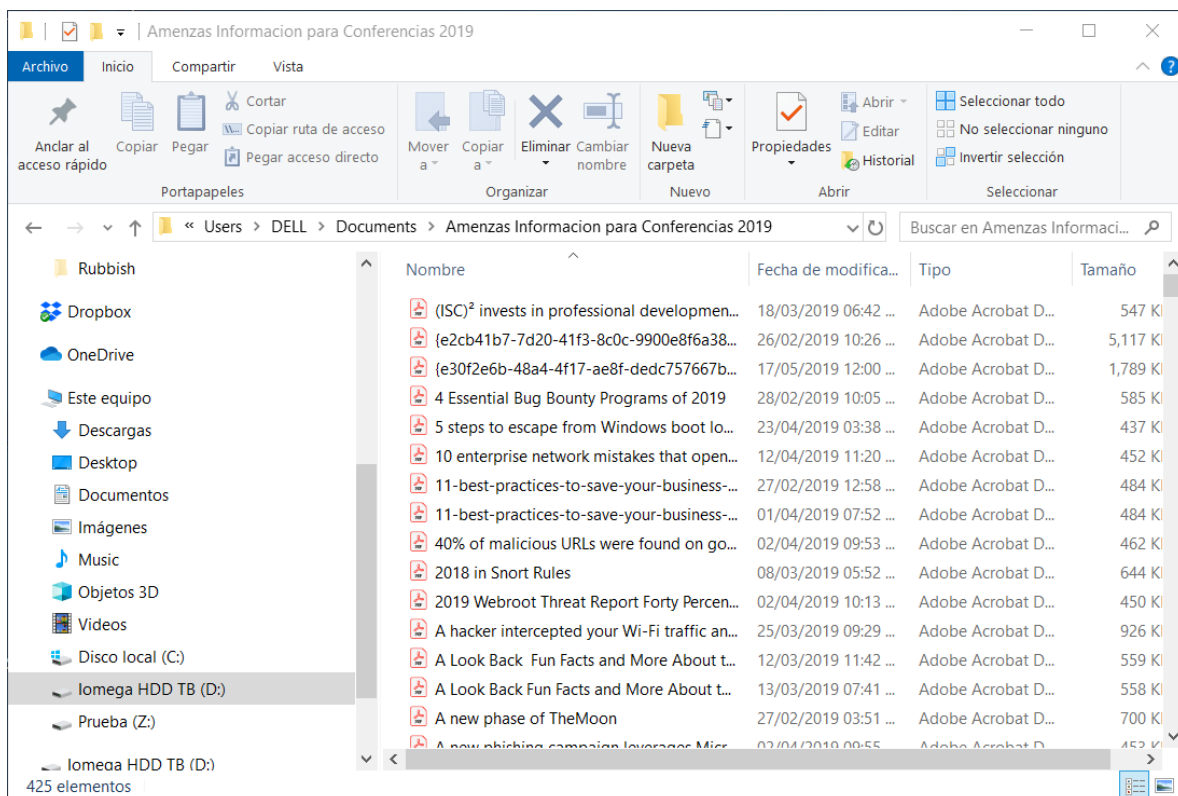 Amenzas Informacion para Conferencias 2019
Archivo Inicio Compartir Vista
Anclar al acceso rápido
Copiar
Pegar
Cortar
Copiar ruta de acceso
Pegar acceso directo
Portapapeles
Mover a
Copiar a
Eliminar
Cambiar nombre
Organizar
Nueva carpeta
Nuevo
Propiedades
Abrir
Editar
Historial
Abrir
Seleccionar todo
No seleccionar ninguno
Invertir selección
Seleccionar
« Users > DELL > Documents > Amenzas Informacion para Conferencias 2019
Buscar en Amenzas Informaci...
Rubbish
Dropbox
OneDrive
Este equipo
Descargas
Desktop
Documentos
Imágenes
Music
Objetos 3D
Videos
Disco local (C:)
Iomega HDD TB (D:)
Prueba (Z:)
Iomega HDD TB (D:)
Nombre Fecha de modifica... Tipo Tamaño
(ISC)² invests in professional developmen... 18/03/2019 06:42 ... Adobe Acrobat D... 547 K
{e2cb41b7-7d20-41f3-8c0c-9900e8f6a38... 26/02/2019 10:26 ... Adobe Acrobat D... 5,117 K
{e30f2e6b-48a4-4f17-ae8f-dedc757667b... 17/05/2019 12:00 ... Adobe Acrobat D... 1,789 K
4 Essential Bug Bounty Programs of 2019 28/02/2019 10:05 ... Adobe Acrobat D... 585 K
5 steps to escape from Windows boot lo... 23/04/2019 03:38 ... Adobe Acrobat D... 437 K
10 enterprise network mistakes that open... 12/04/2019 11:20 ... Adobe Acrobat D... 452 K
11-best-practices-to-save-your-business-... 27/02/2019 12:58 ... Adobe Acrobat D... 484 K
11-best-practices-to-save-your-business-... 01/04/2019 07:52 ... Adobe Acrobat D... 484 K
40% of malicious URLs were found on go... 02/04/2019 09:53 ... Adobe Acrobat D... 462 K
2018 in Snort Rules 08/03/2019 05:52 ... Adobe Acrobat D... 644 K
2019 Webroot Threat Report Forty Percen... 02/04/2019 10:13 ... Adobe Acrobat D... 450 K
A hacker intercepted your Wi-Fi traffic an... 25/03/2019 09:29 ... Adobe Acrobat D... 926 K
A Look Back Fun Facts and More About t... 12/03/2019 11:42 ... Adobe Acrobat D... 559 K
A Look Back Fun Facts and More About t... 13/03/2019 07:41 ... Adobe Acrobat D... 558 K
A new phase of TheMoon 27/02/2019 03:51 ... Adobe Acrobat D... 700 K
A new phishing campaign leverages Micr... 02/04/2019 09:55 ... Adobe Acrobat D... 453 K
425 elementos